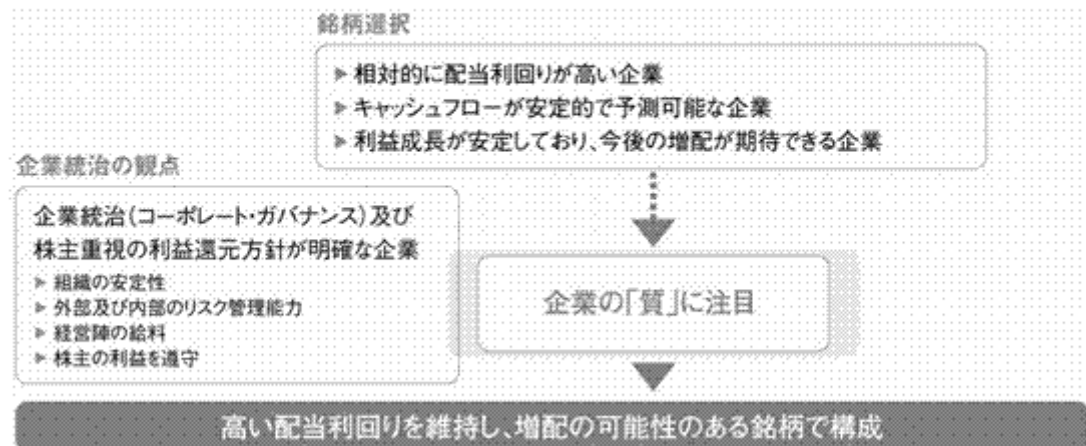 銘柄選択
▶ 相対的に配当利回りが高い企業
▶ キャッシュフローが安定的で予測可能な企業
▶ 利益成長が安定しており、今後の増配が期待できる企業
企業統治の観点
企業統治(コーポレート・ガバナンス)及び
株主重視の利益還元方針が明確な企業
▶ 組織の安定性
▶ 外部及び内部のリスク管理能力
▶ 経営陣の給料
▶ 株主の利益を遵守
企業の「質」に注目
高い配当利回りを維持し、増配の可能性のある銘柄で構成